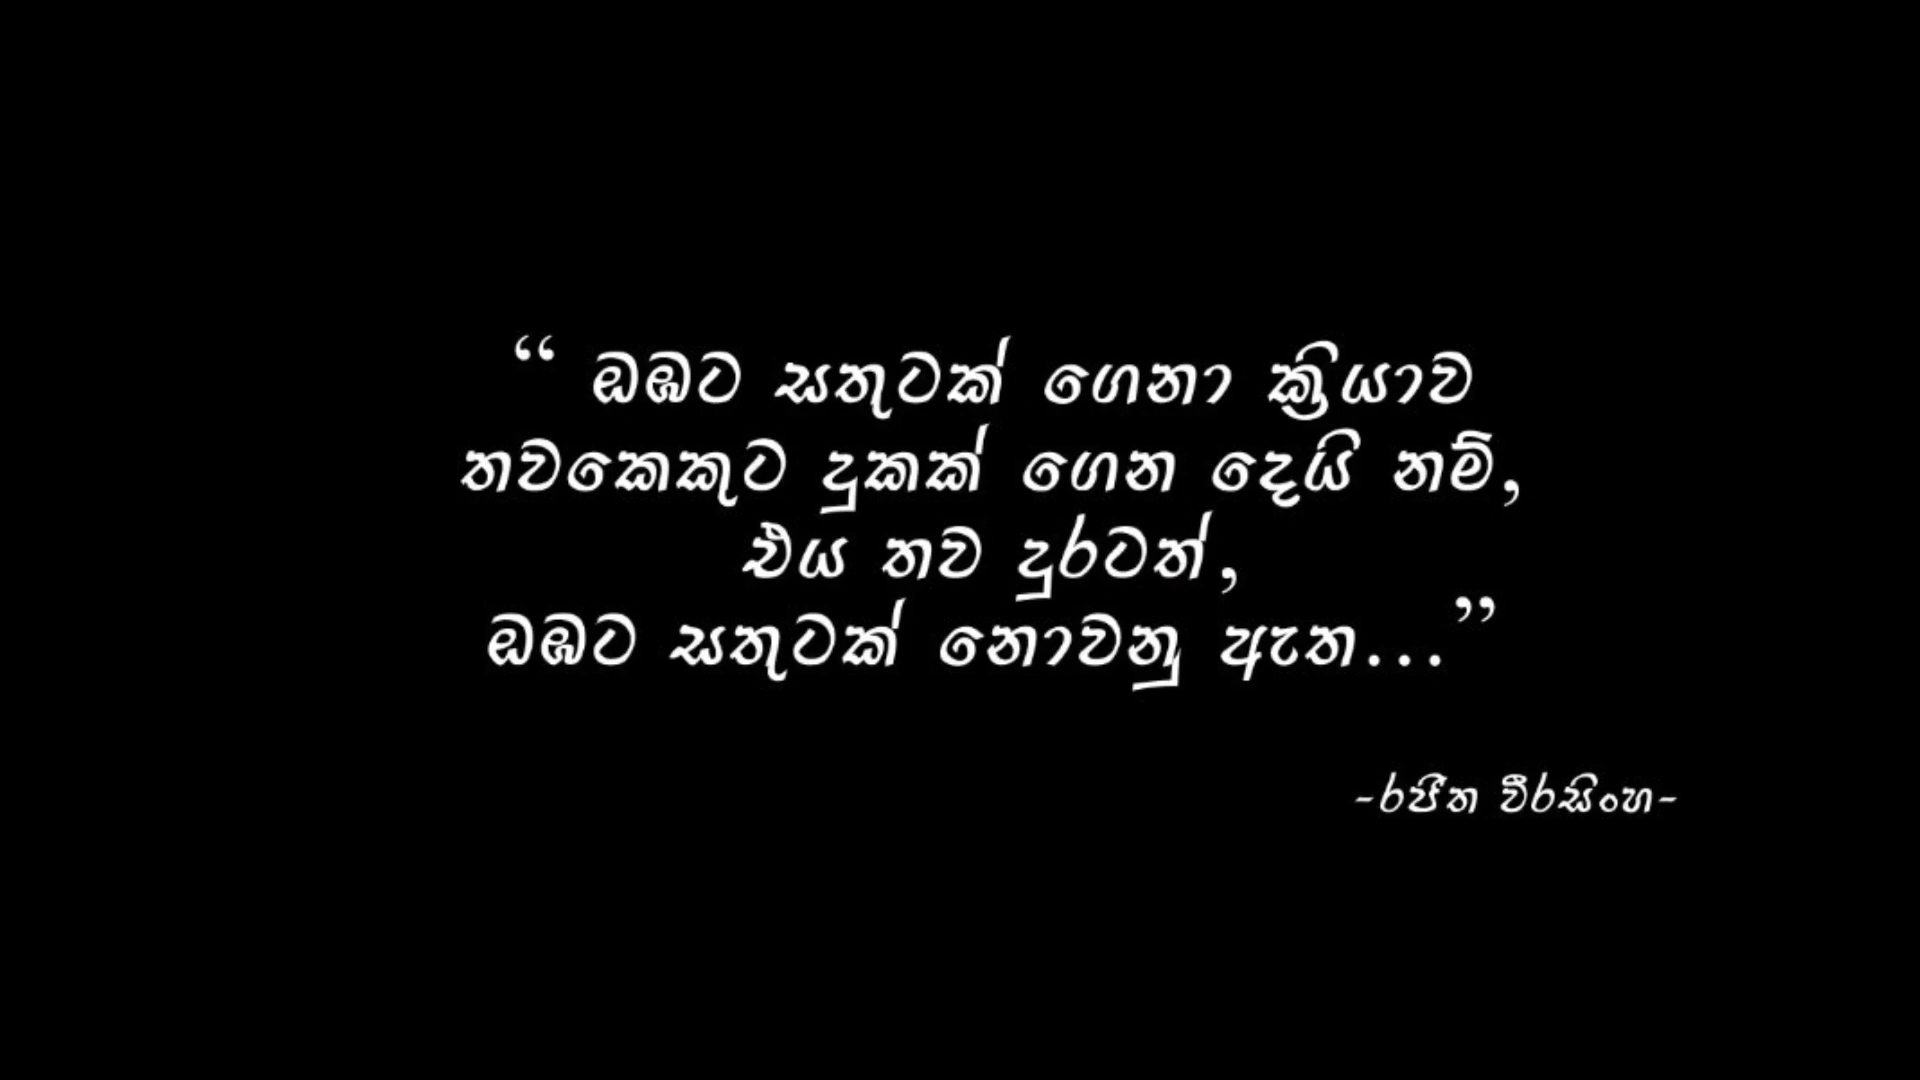 “ ඔබට සතුටක් ගෙනා ක්‍රියාව
තවකෙකුට දුකක් ගෙන දෙයි නම්,
එය තව දුරටත්,
ඔබට සතුටක් නොවනු ඇත...”
-රජිත වීරසිංහ-